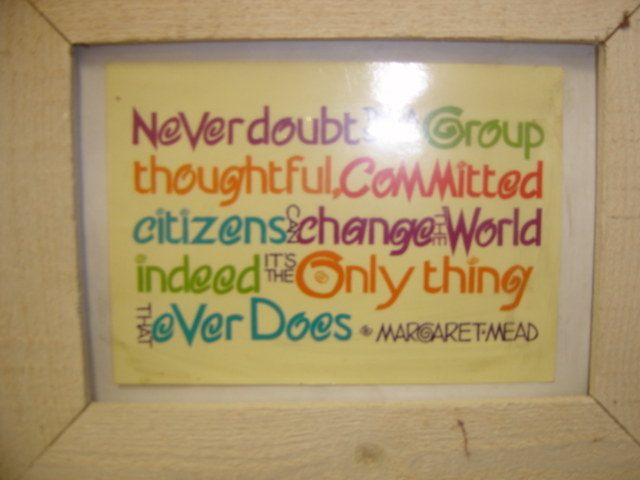 Never doubt Group
thoughtful, Committed
citizens CAN change THE World
indeed IT'S THE Only thing
THAT ever Does MARGARET MEAD